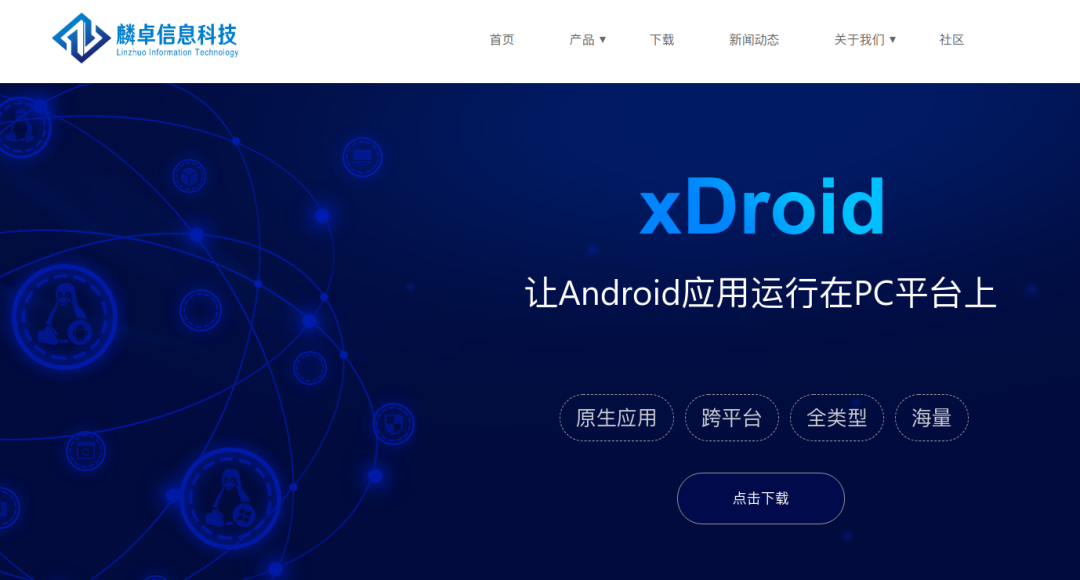 麟卓信息科技
Linzhuo Information Technology
首页 产品 ▼ 下载 新闻动态 关于我们 ▼ 社区
xDroid
让Android应用运行在PC平台上
原生应用 跨平台 全类型 海量
点击下载